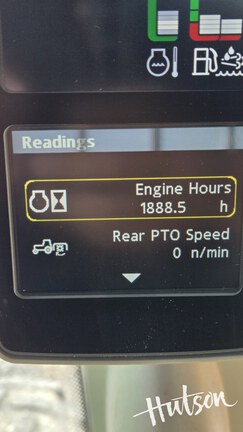 Readings
Engine Hours
1888.5 h
Rear PTO Speed
0 n/min
Hutson